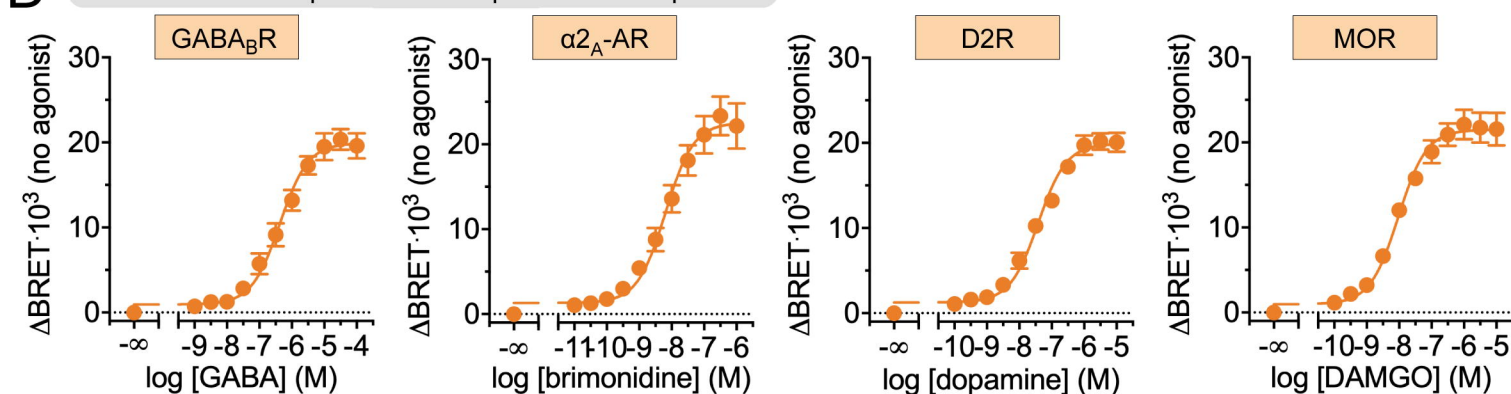 GABA_BR
ΔBRET·10³ (no agonist)
30
20
10
0
-∞ -9 -8 -7 -6 -5 -4
log [GABA] (M)
α2_A-AR
ΔBRET·10³ (no agonist)
30
20
10
0
-∞ -11-10-9 -8 -7 -6
log [brimonidine] (M)
D2R
ΔBRET·10³ (no agonist)
30
20
10
0
-∞ -10-9 -8 -7 -6 -5
log [dopamine] (M)
MOR
ΔBRET·10³ (no agonist)
30
20
10
0
-∞ -10-9 -8 -7 -6 -5
log [DAMGO] (M)